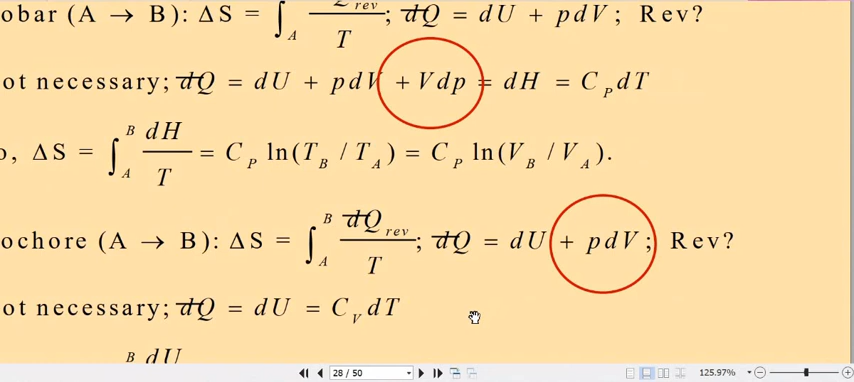 obar (A → B): ΔS = ∫_A đQ_rev / T; đQ = dU + pdV; Rev?
ot necessary; đQ = dU + pdV + Vdp = dH = C_P dT
o, ΔS = ∫_A^B dH / T = C_P ln(T_B / T_A) = C_P ln(V_B / V_A).
ochore (A → B): ΔS = ∫_A^B đQ_rev / T; đQ = dU + pdV; Rev?
ot necessary; đQ = dU = C_V dT
B dU
28 / 50
125.97%